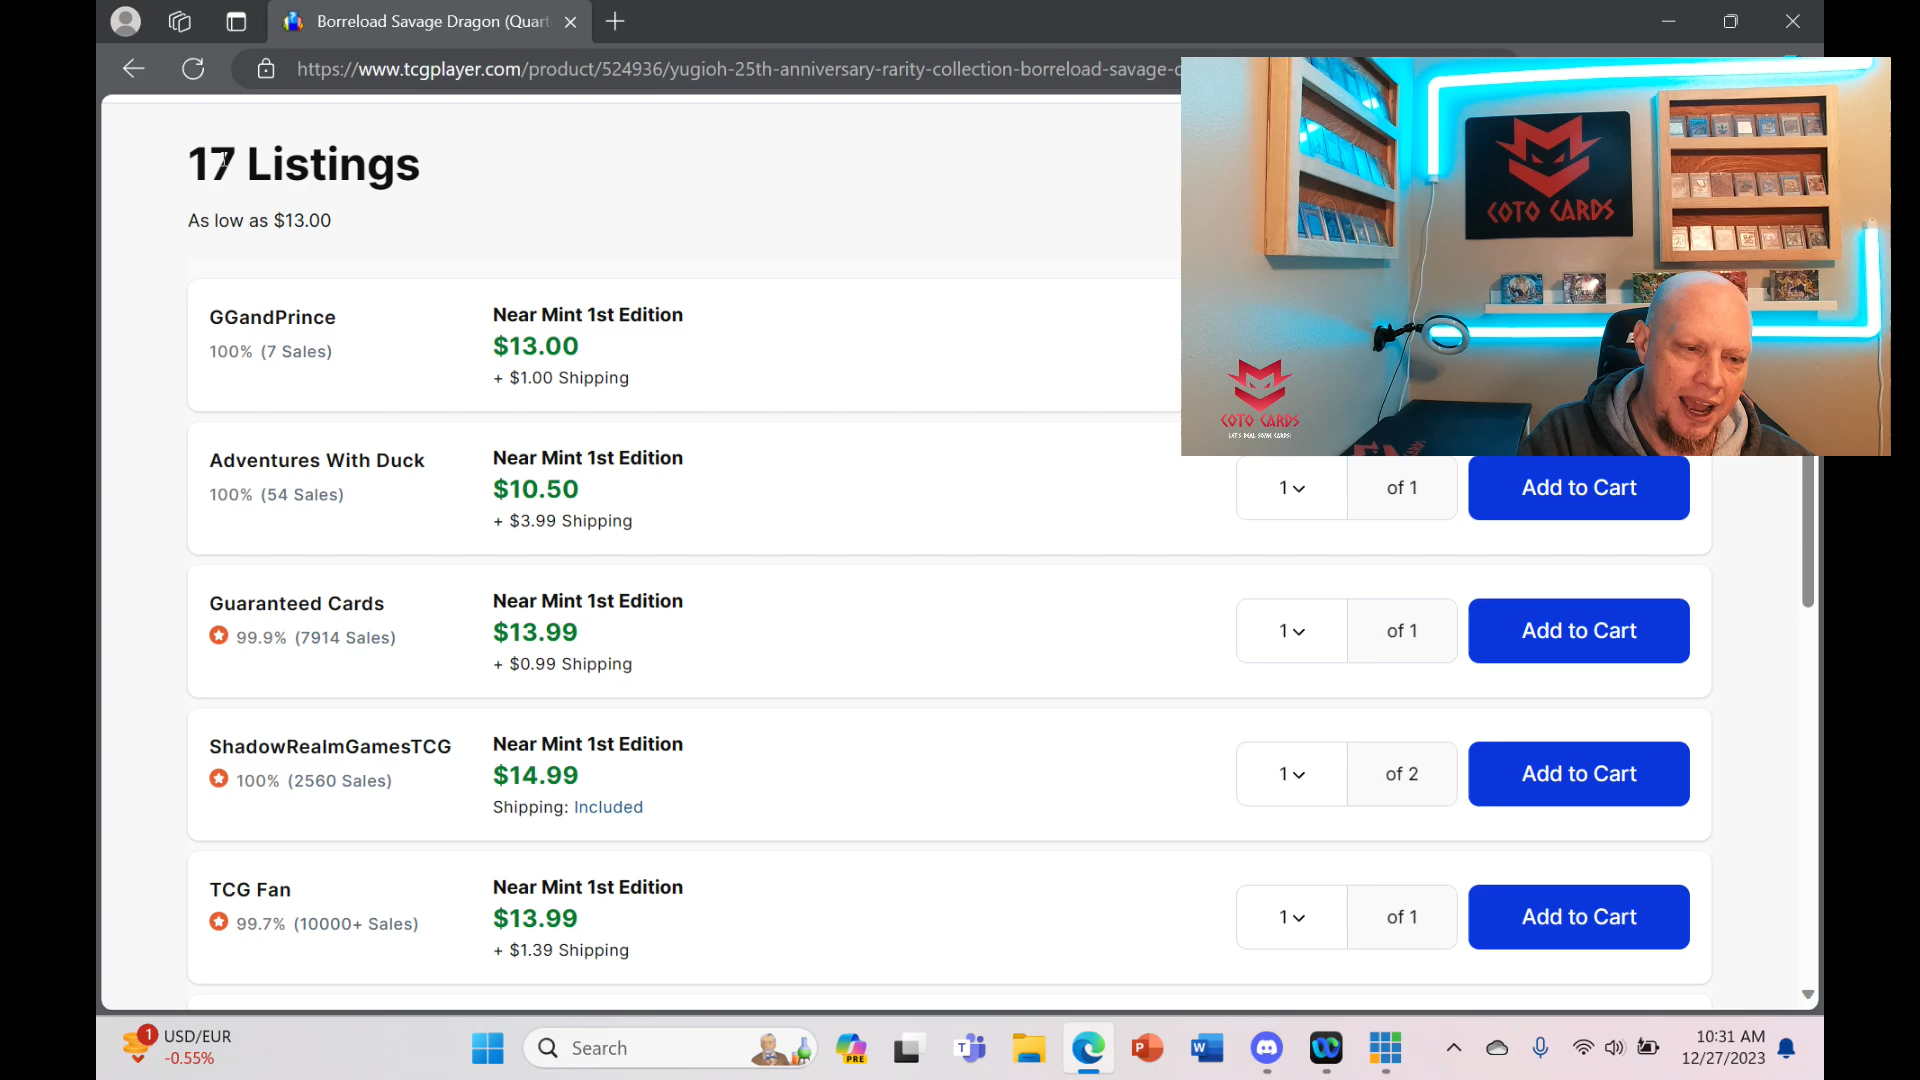 Borreload Savage Dragon (Quart
https://www.tcgplayer.com/product/524936/yugioh-25th-anniversary-rarity-collection-borreload-savage-
17 Listings
As low as $13.00
GGandPrince
100% (7 Sales)
Near Mint 1st Edition
$13.00
+ $1.00 Shipping
Adventures With Duck
100% (54 Sales)
Near Mint 1st Edition
$10.50
+ $3.99 Shipping
1
of 1
Add to Cart
Guaranteed Cards
99.9% (7914 Sales)
Near Mint 1st Edition
$13.99
+ $0.99 Shipping
1
of 1
Add to Cart
ShadowRealmGamesTCG
100% (2560 Sales)
Near Mint 1st Edition
$14.99
Shipping: Included
1
of 2
Add to Cart
TCG Fan
99.7% (10000+ Sales)
Near Mint 1st Edition
$13.99
+ $1.39 Shipping
1
of 1
Add to Cart
COTO CARDS
COTO CARDS
LET'S DEAL SOME CARDS!
1
USD/EUR
-0.55%
Search
PRE
T
P
W
10:31 AM
12/27/2023